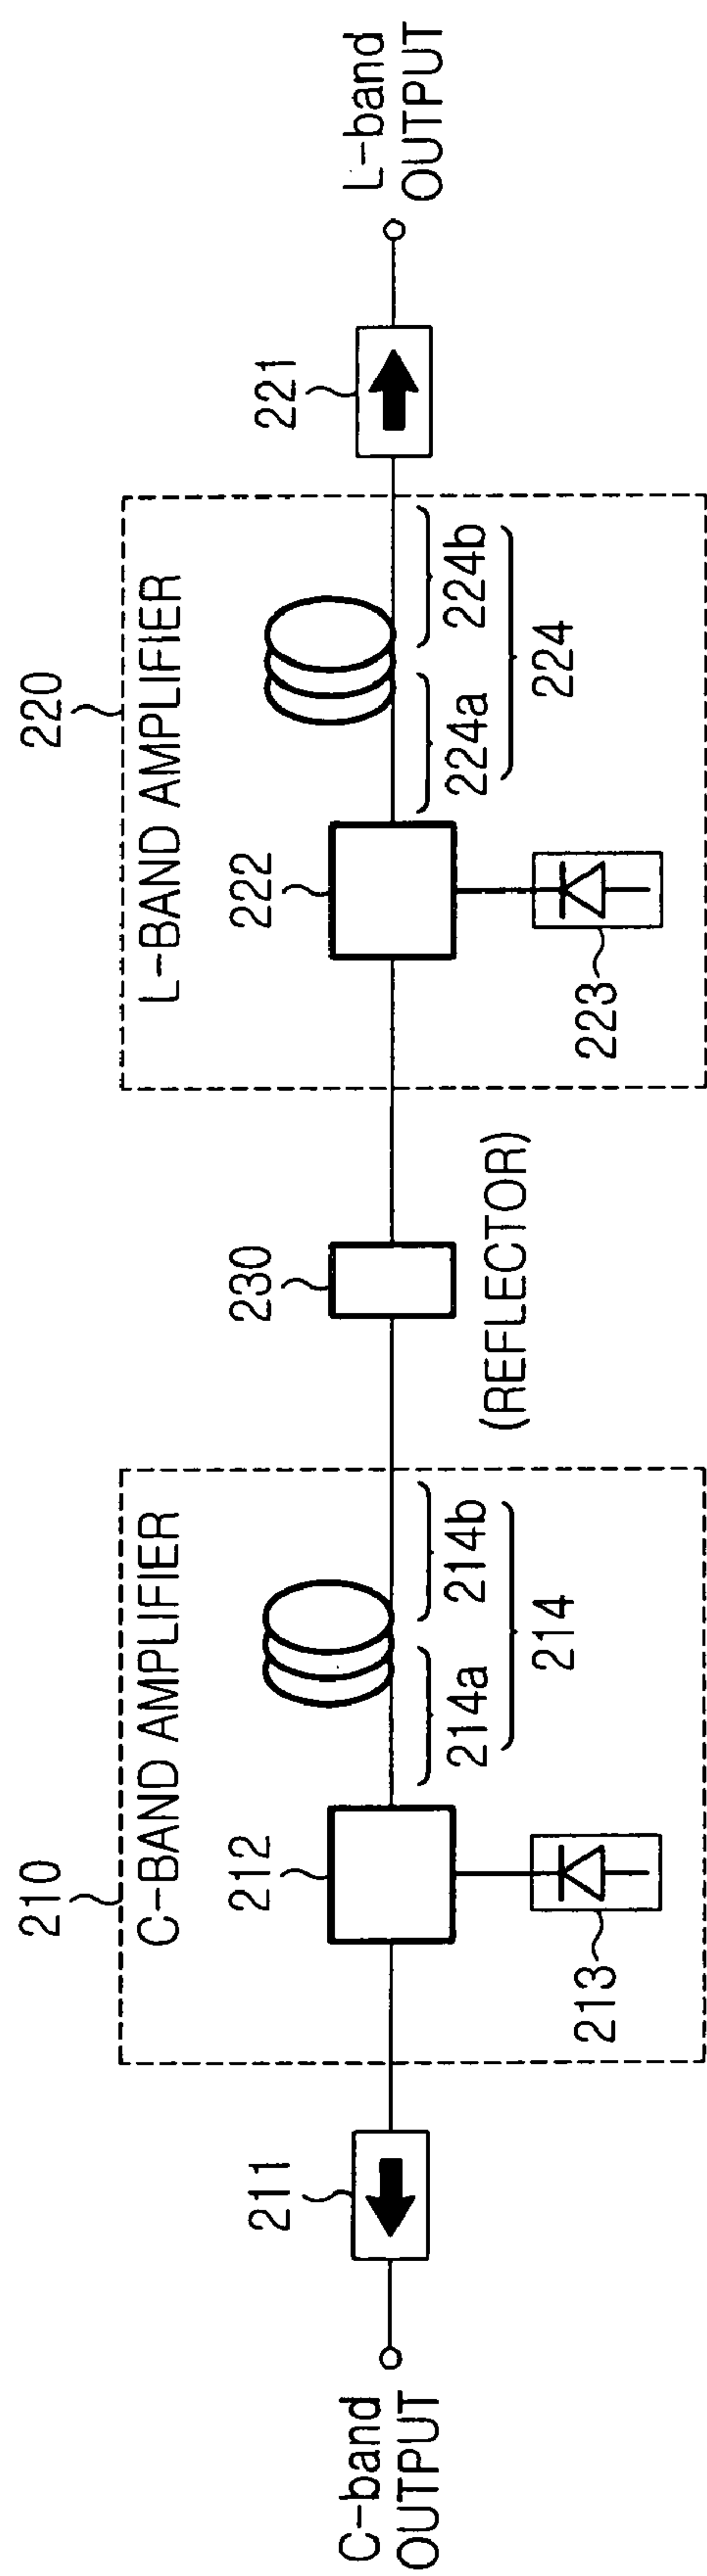 210
C-BAND AMPLIFIER
220
L-BAND AMPLIFIER
C-band
OUTPUT
211
212
213
214a
214b
214
230
(REFLECTOR)
222
223
224a
224b
224
221
L-band
OUTPUT